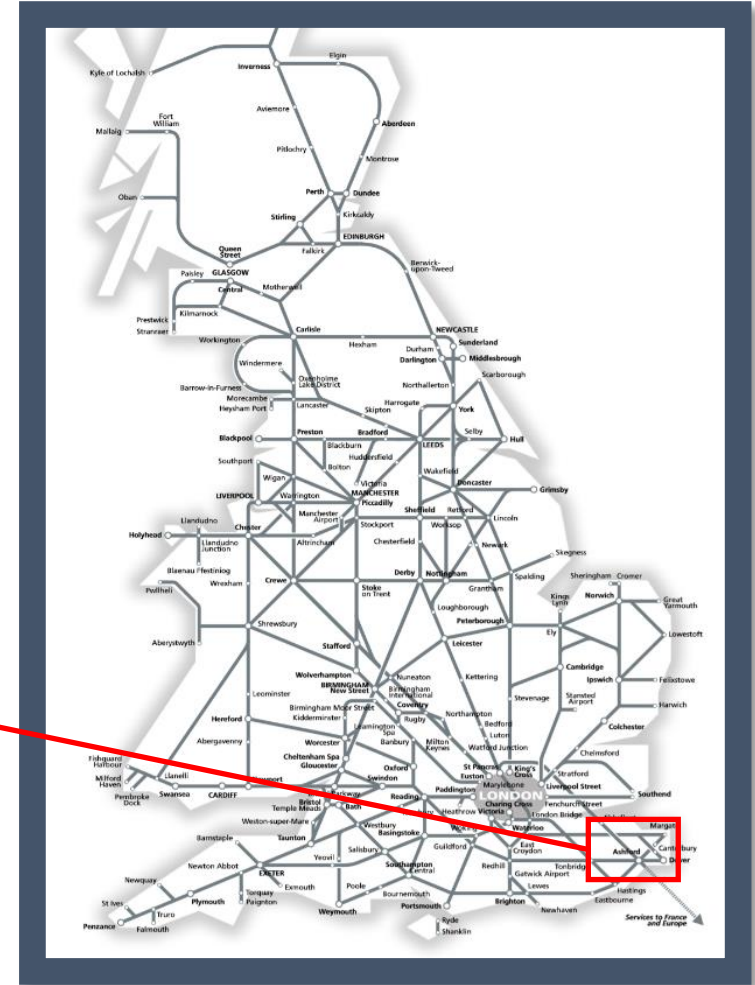 Elgin
Inverness
Kyle of Lochalsh
Aviemore
Fort
William
Aberdeen
Mallaig
Pitlochry
Montrose
Perth
Dundee
Oban
Stirling
Kirkcaldy
EDINBURGH
Queen
Street
Falkirk
Berwick-
upon-Tweed
Paisley
GLASGOW
Central
Motherwell
Prestwick
Kilmarnock
Stranraer
Carlisle
NEWCASTLE
Workington
Hexham
Sunderland
Durham
Darlington
Middlesbrough
Windermere
Scarborough
Oxenholme
Lake District
Barrow-in-Furness
Northallerton
Morecambe
Heysham Port
Lancaster
Harrogate
Skipton
York
Preston
Bradford
Selby
Blackpool
Blackburn
LEEDS
Hull
Huddersfield
Southport
Bolton
Wakefield
Wigan
Victoria
Doncaster
MANCHESTER
Piccadilly
LIVERPOOL
Warrington
Grimsby
Manchester
Airport
Sheffield
Retford
Llandudno
Stockport
Worksop
Lincoln
Chester
Holyhead
Llandudno
Junction
Altrincham
Chesterfield
Newark
Skegness
Blaenau Ffestiniog
Derby
Nottingham
Wrexham
Crewe
Stoke
on Trent
Spalding
Sheringham
Cromer
Pwllheli
Grantham
Kings
Lynn
Norwich
Great
Yarmouth
Loughborough
Peterborough
Shrewsbury
Ely
Lowestoft
Aberystwyth
Stafford
Leicester
Cambridge
Wolverhampton
Nuneaton
Kettering
BIRMINGHAM
New Street
Birmingham
International
Ipswich
Felixstowe
Leominster
Stevenage
Stansted
Airport
Birmingham Moor Street
Coventry
Harwich
Kidderminster
Rugby
Northampton
Hereford
Leamington
Spa
Bedford
Colchester
Worcester
Banbury
Milton
Keynes
Luton
Abergavenny
Watford Junction
Cheltenham Spa
Chelmsford
Gloucester
Oxford
St Pancras
King's
Cross
Fishguard
Harbour
Euston
Stratford
Llanelli
Newport
Parkway
Swindon
Marylebone
Liverpool Street
Milford
Haven
Paddington
LONDON
Southend
Pembroke
Dock
Swansea
CARDIFF
Bristol
Temple Meads
Bath
Reading
Charing Cross
Fenchurch Street
Heathrow
Victoria
London Bridge
Weston-super-Mare
Westbury
Basingstoke
Waterloo
Margate
Barnstaple
Taunton
East
Croydon
Canterbury
Salisbury
Guildford
Ashford
Dover
Yeovil
Tonbridge
Newton Abbot
EXETER
Southampton
Central
Redhill
Gatwick Airport
Newquay
Exmouth
Poole
Lewes
Hastings
Torquay
Bournemouth
Eastbourne
St Ives
Plymouth
Paignton
Portsmouth
Brighton
Truro
Weymouth
Newhaven
Penzance
Falmouth
Ryde
Services to France
and Europe
Shanklin